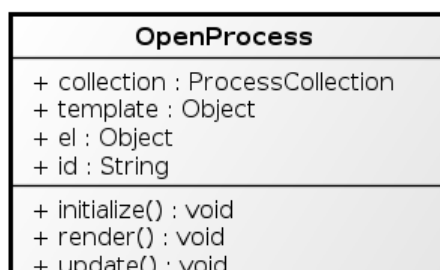 OpenProcess
+ collection : ProcessCollection
+ template : Object
+ el : Object
+ id : String
+ initialize() : void
+ render() : void
+ update() : void